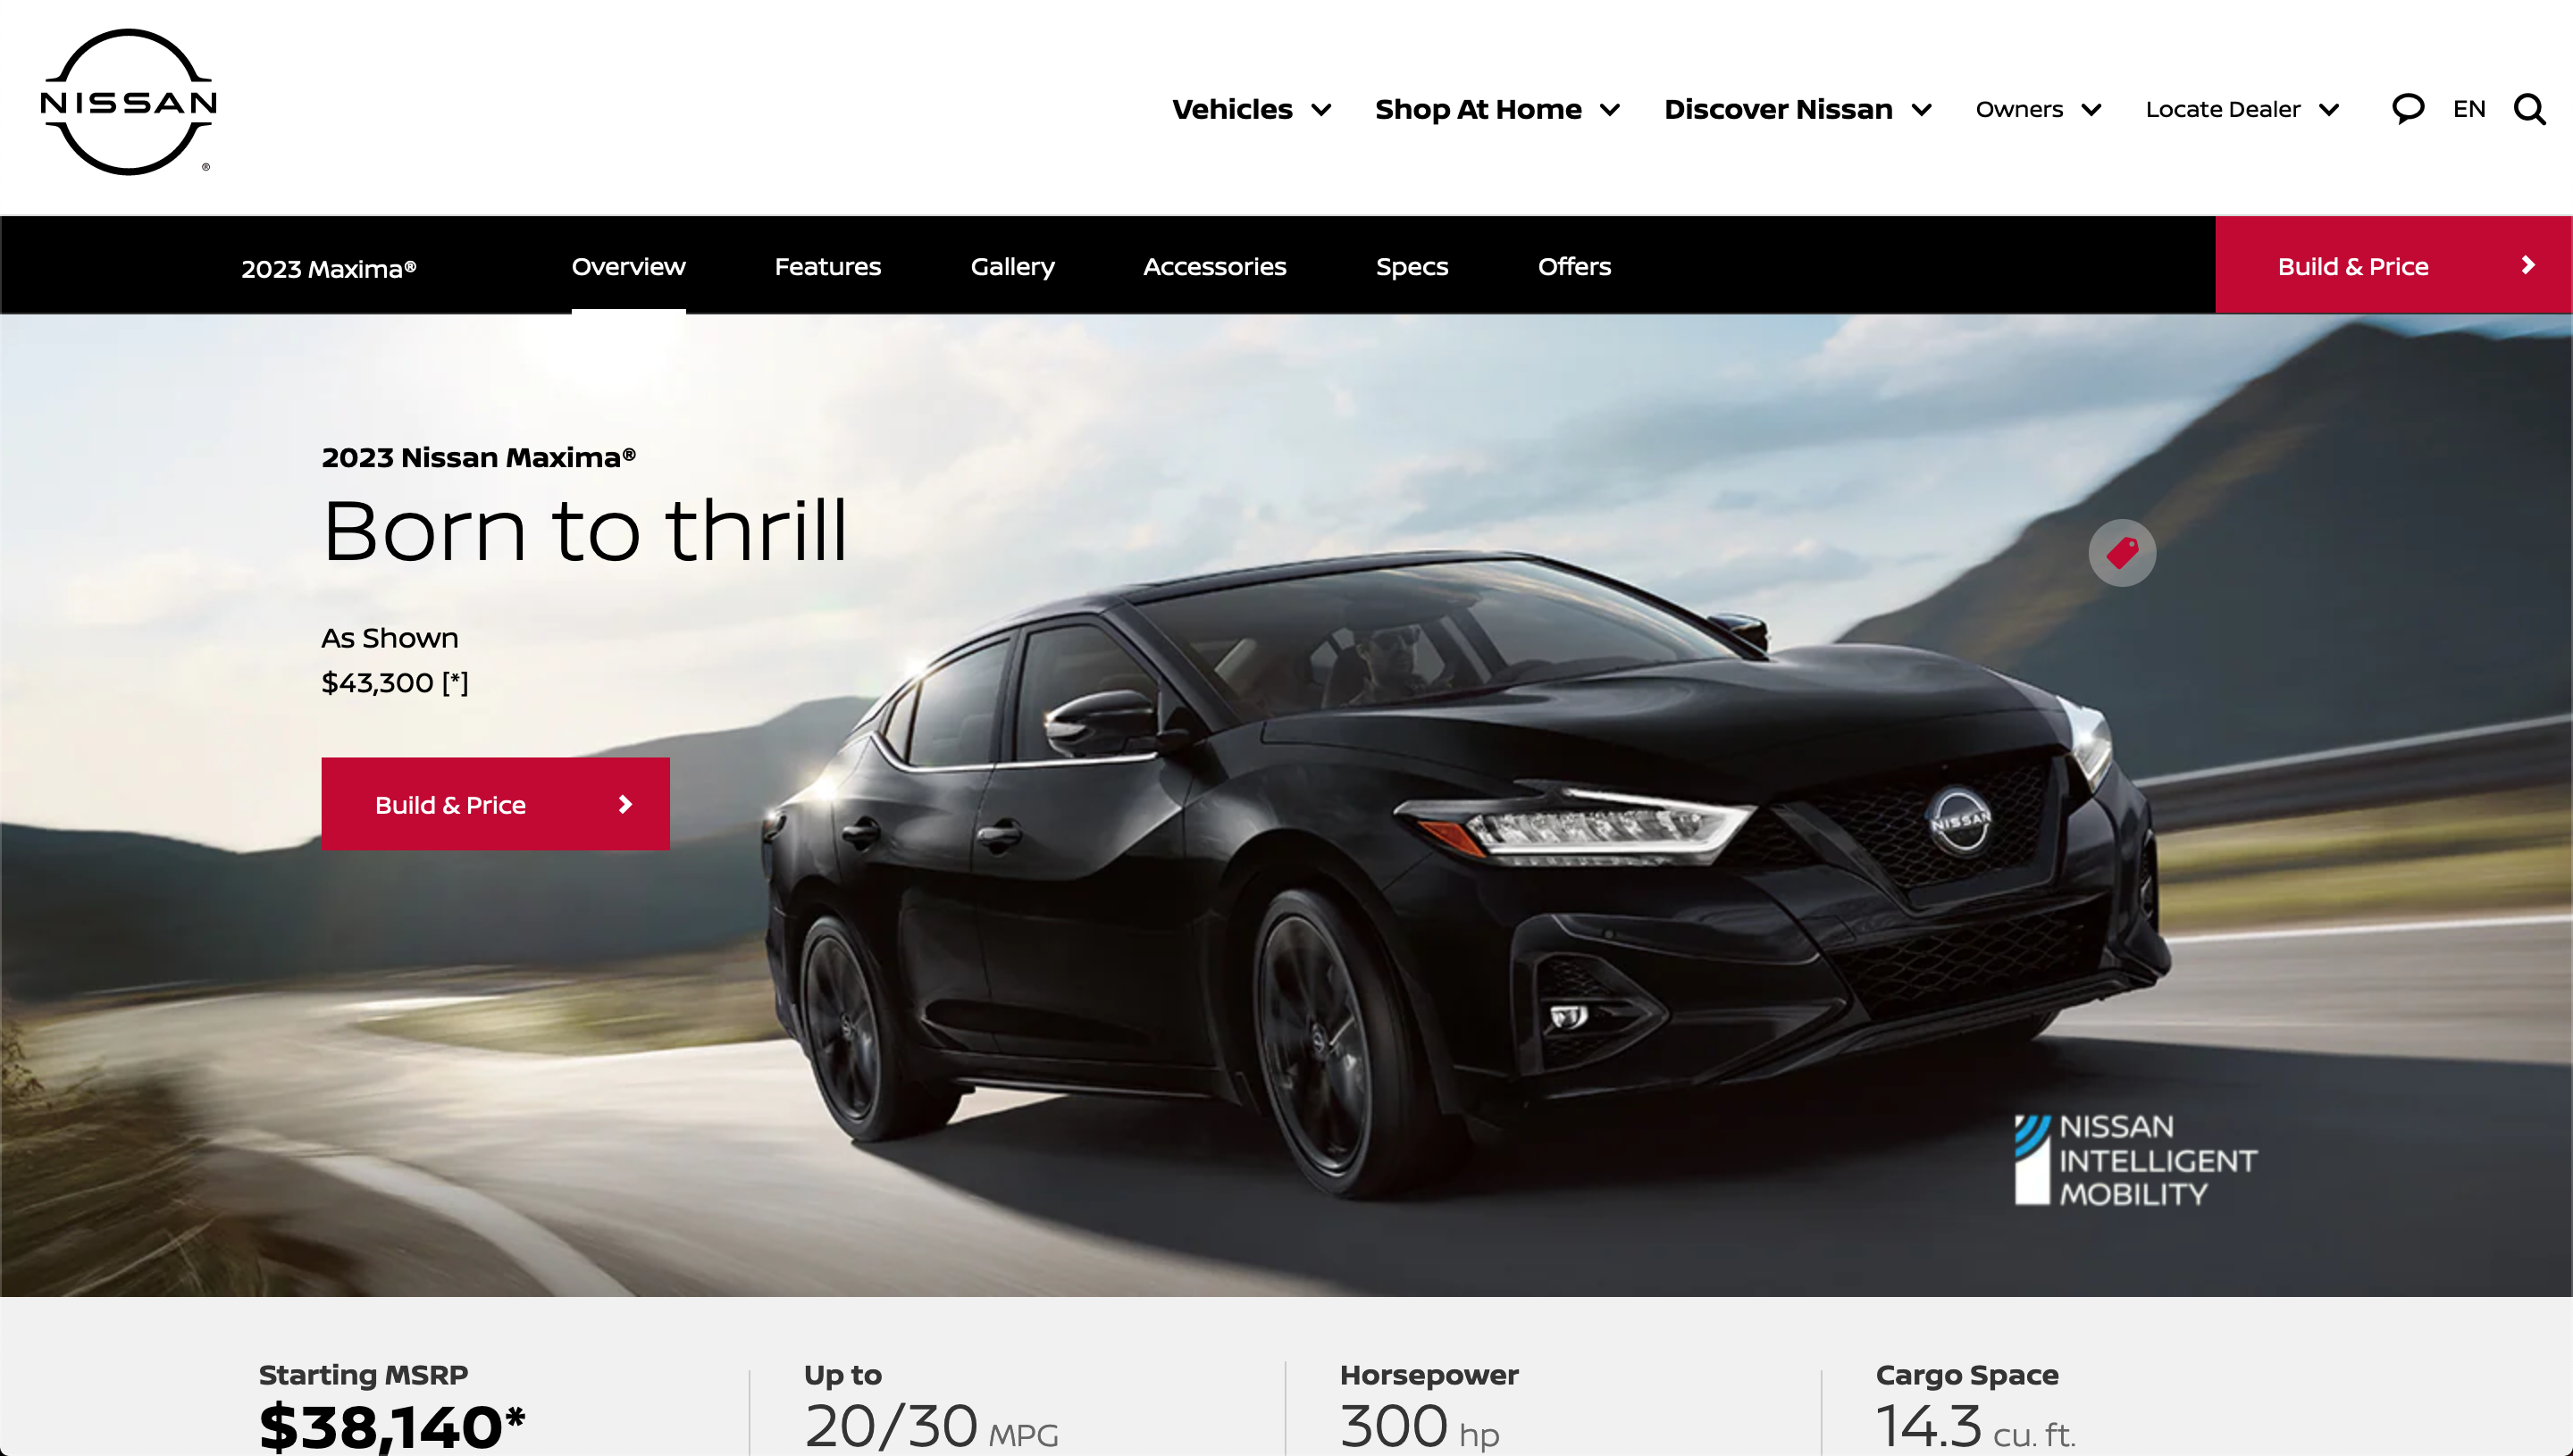 NISSAN
®
Vehicles
Shop At Home
Discover Nissan
Owners
Locate Dealer
EN
2023 Maxima®
Overview
Features
Gallery
Accessories
Specs
Offers
Build & Price
2023 Nissan Maxima®
Born to thrill
As Shown
$43,300 [*]
Build & Price
NISSAN
NISSAN
INTELLIGENT
MOBILITY
Starting MSRP
$38,140*
Up to
20/30 MPG
Horsepower
300 hp
Cargo Space
14.3 cu. ft.